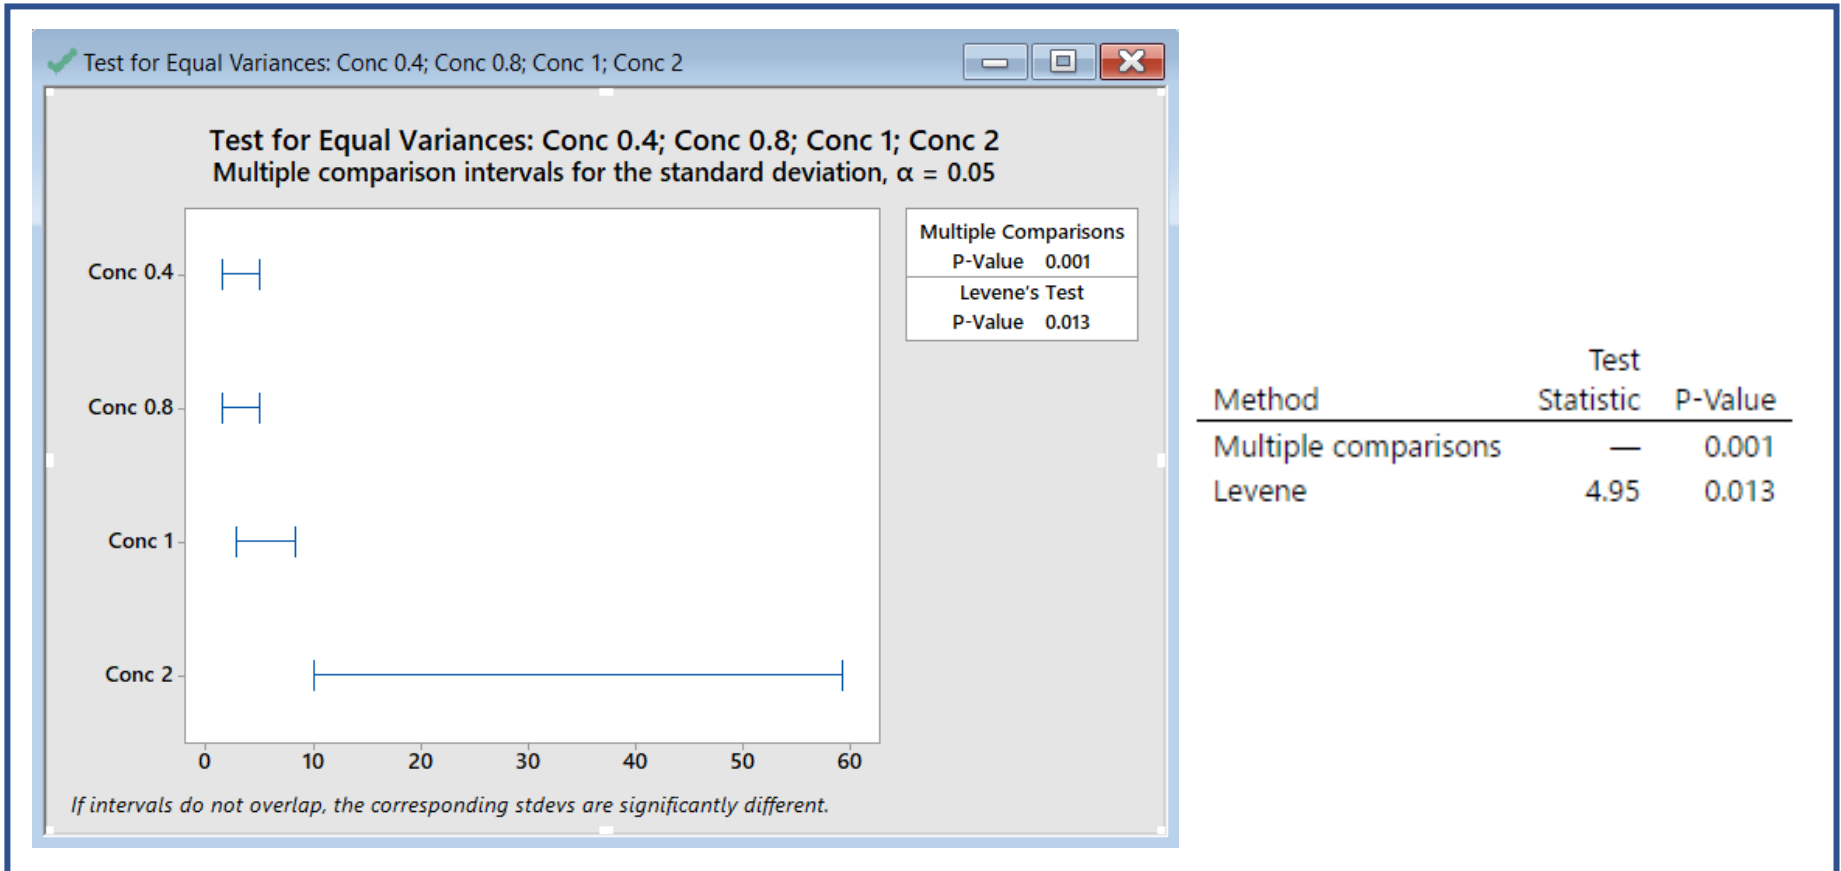 Test for Equal Variances: Conc 0.4; Conc 0.8; Conc 1; Conc 2
Test for Equal Variances: Conc 0.4; Conc 0.8; Conc 1; Conc 2
Multiple comparison intervals for the standard deviation, α = 0.05
Multiple Comparisons
P-Value 0.001
Levene's Test
P-Value 0.013
Conc 0.4
Conc 0.8
Conc 1
Conc 2
0 10 20 30 40 50 60
If intervals do not overlap, the corresponding stdevs are significantly different.
Test
Method Statistic P-Value
Multiple comparisons — 0.001
Levene 4.95 0.013